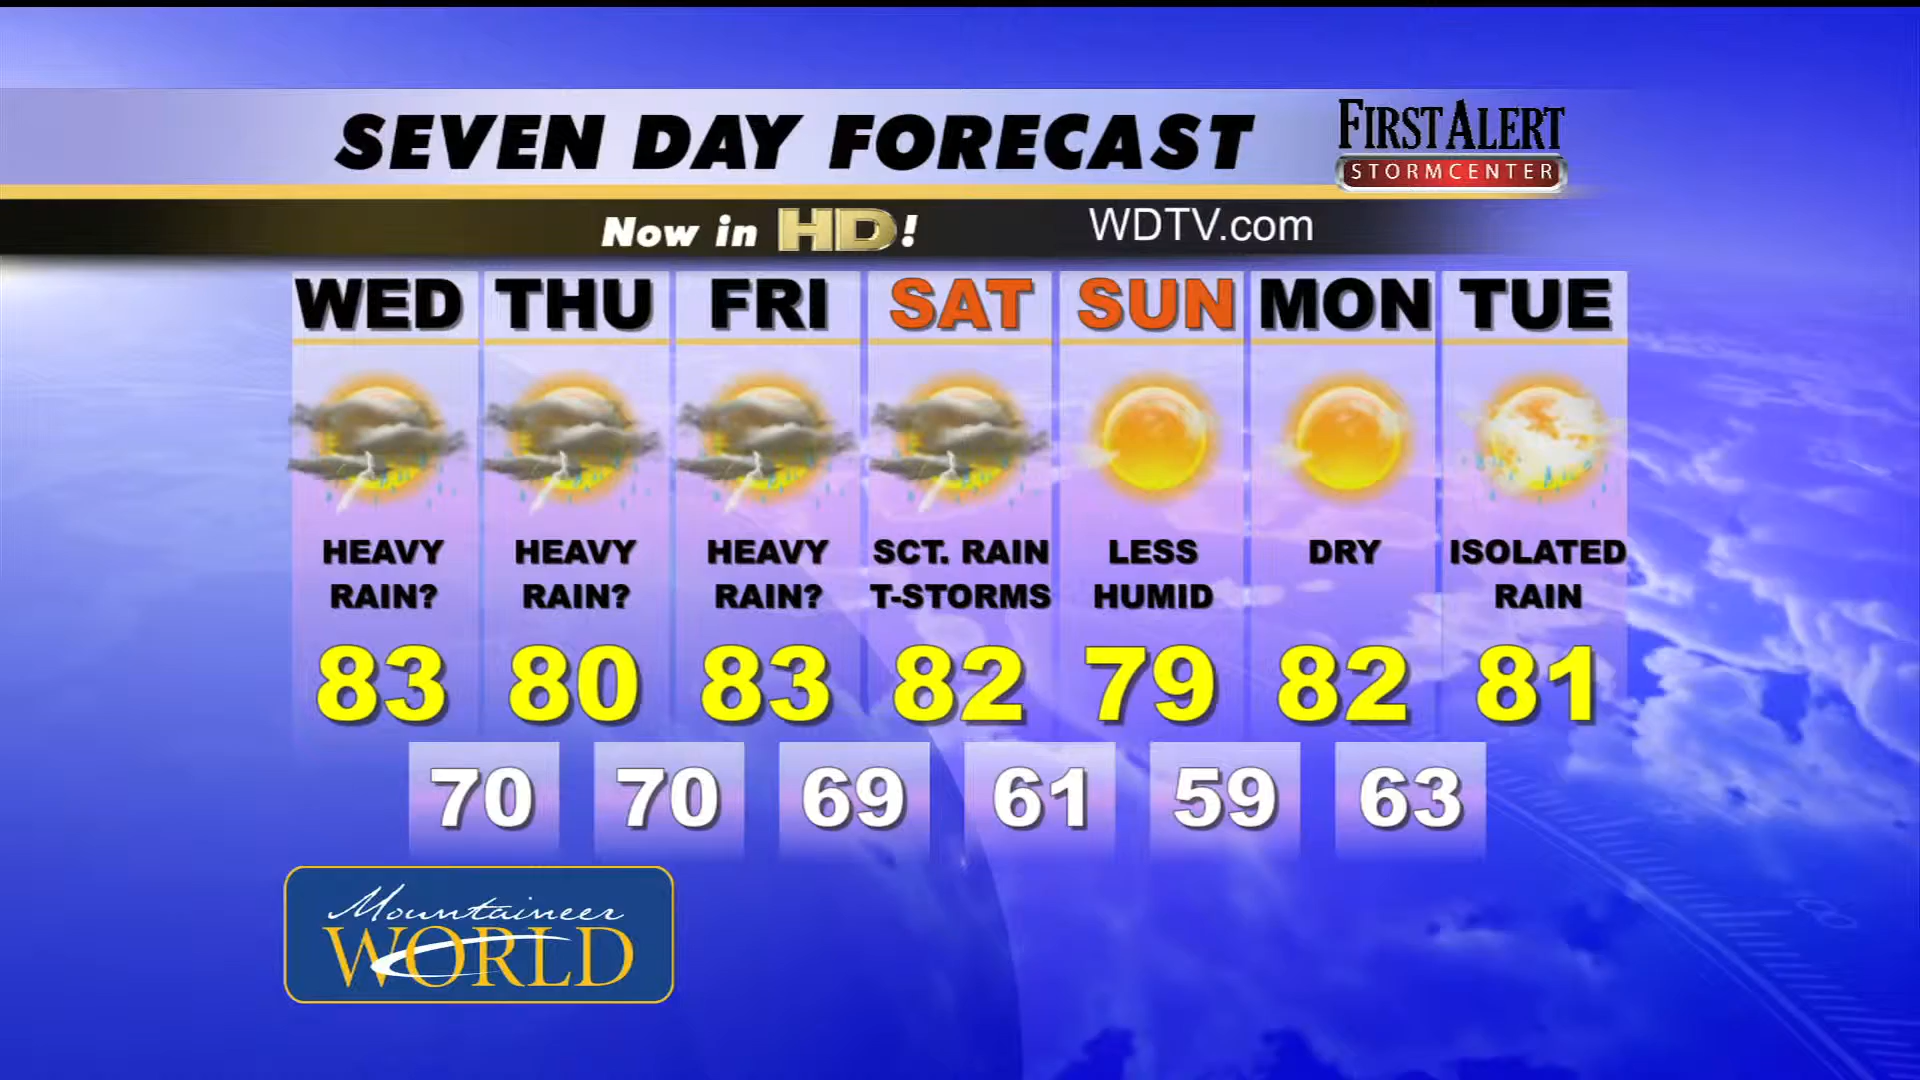 SEVEN DAY FORECAST
FIRST ALERT
STORMCENTER
Now in HD!
WDTV.com
WED THU FRI SAT SUN MON TUE
HEAVY HEAVY HEAVY SCT. RAIN LESS DRY ISOLATED
RAIN? RAIN? RAIN? T-STORMS HUMID RAIN
83 80 83 82 79 82 81
70 70 69 61 59 63
Mountaineer
WORLD